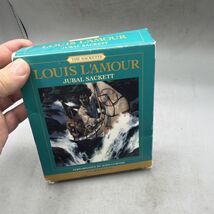 THE SACKETTS
LOUIS L'AMOUR
JUBAL SACKETT